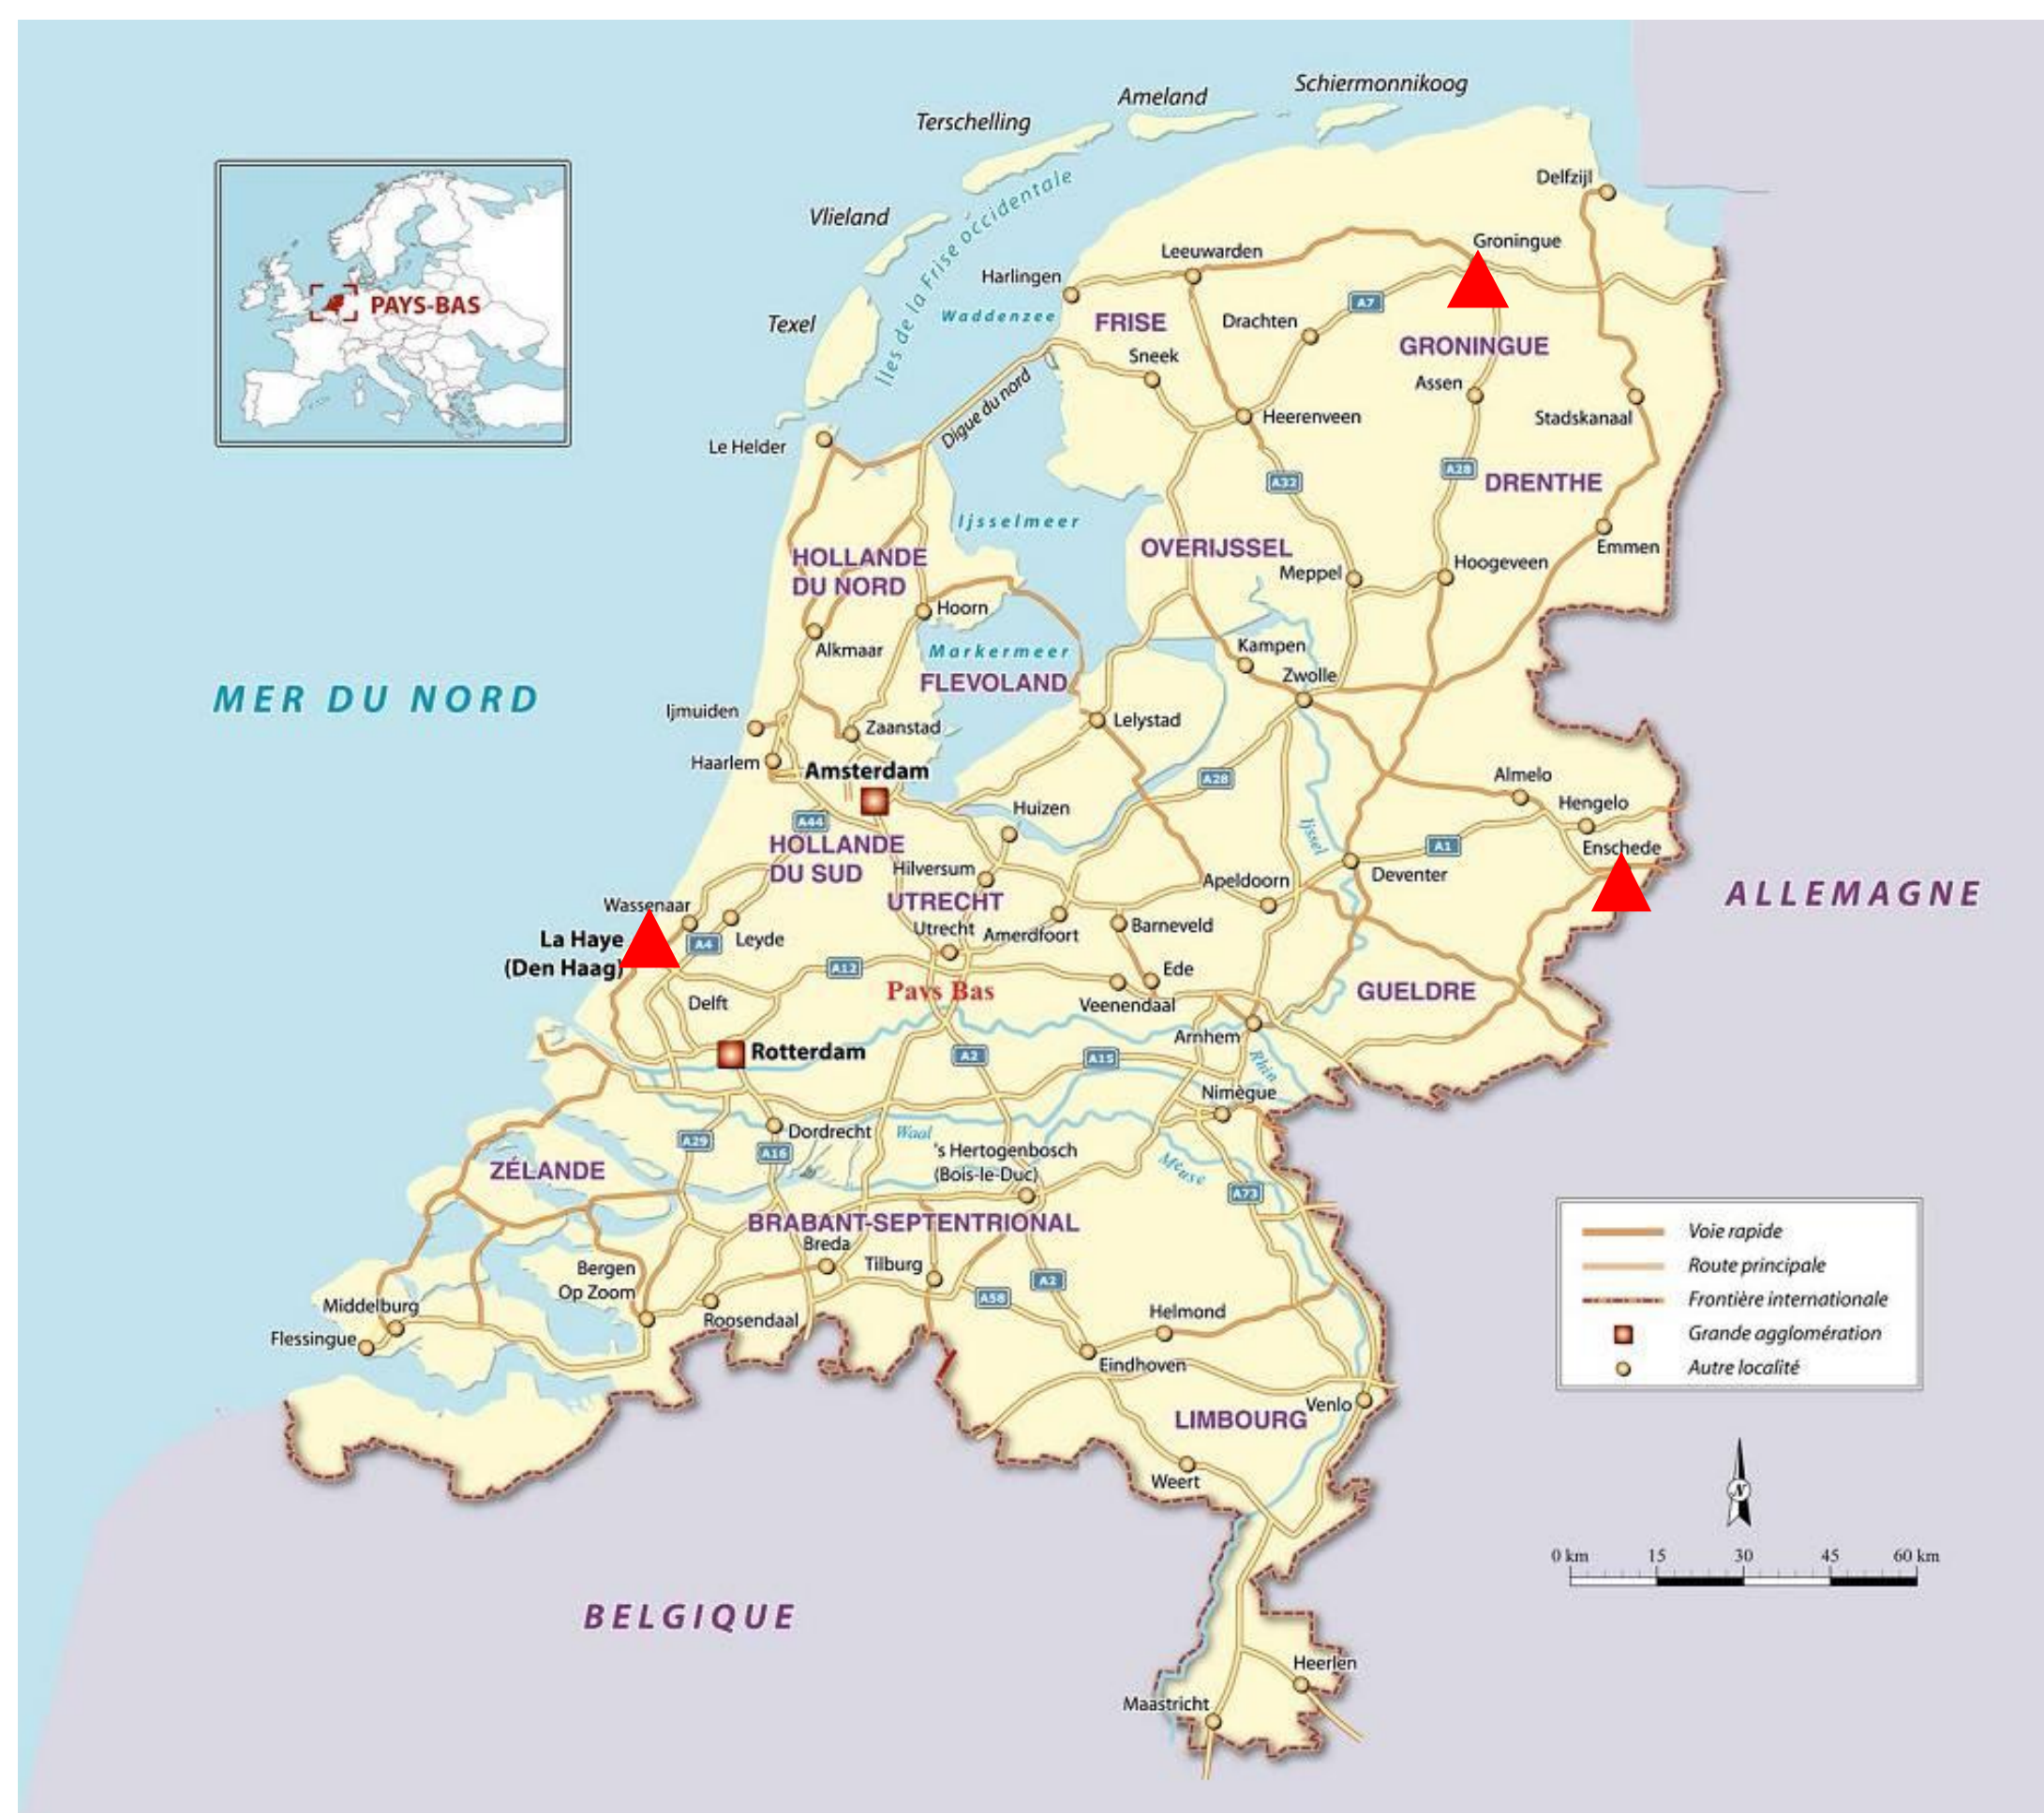 Schiermonnikoog
Ameland
Terschelling
Delfzijl
Vlieland
Iles de la Frise occidentale
Groningue
Leeuwarden
Harlingen
PAYS-BAS
A7
Waddenzee
FRISE
Drachten
Texel
GRONINGUE
Sneek
Assen
Digue du nord
Heerenveen
Stadskanaal
Le Helder
A28
A32
DRENTHE
Ijsselmeer
OVERIJSSEL
Emmen
HOLLANDE
DU NORD
Meppel
Hoogeveen
Hoorn
Alkmaar
Markermeer
Kampen
Zwolle
FLEVOLAND
MER DU NORD
Ijmuiden
Zaanstad
Lelystad
Haarlem
Amsterdam
A28
Almelo
Hengelo
Huizen
A44
Ijssel
HOLLANDE
DU SUD
A1
Enschede
Hilversum
Apeldoorn
Deventer
ALLEMAGNE
UTRECHT
Wassenaar
Utrecht
Amerdfoort
Barneveld
La Haye
(Den Haag)
A4
Leyde
A12
Ede
Delft
Pays Bas
Veenendaal
GUELDRE
Arnhem
Rotterdam
A2
A15
Rhin
Nimègue
Dordrecht
Waal
A29
A16
's Hertogenbosch
(Bois-le-Duc)
Meuse
ZÉLANDE
A73
BRABANT-SEPTENTRIONAL
Breda
Tilburg
Bergen
Op Zoom
A2
A58
Middelburg
Roosendaal
Helmond
Flessingue
Eindhoven
Venlo
LIMBOURG
Weert
Voie rapide
Route principale
Frontière internationale
Grande agglomération
Autre localité
N
0 km 15 30 45 60 km
BELGIQUE
Heerlen
Maastricht